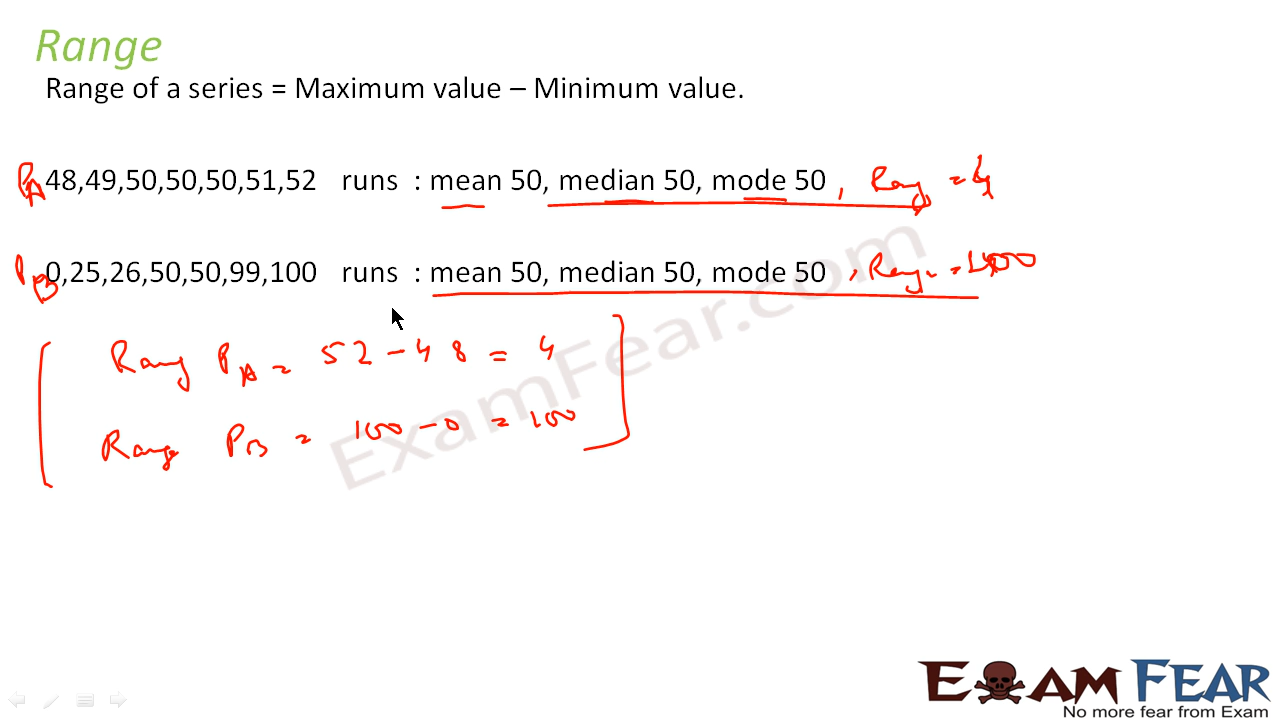 Range
Range of a series = Maximum value – Minimum value.
PA 48,49,50,50,50,51,52 runs : mean 50, median 50, mode 50 , Rang = 4
PB 0,25,26,50,50,99,100 runs : mean 50, median 50, mode 50 , Range = 100
Rang PA = 52 – 48 = 4
Range PB = 100 – 0 = 100
ExamFear.com
EXAM FEAR
No more fear from Exam